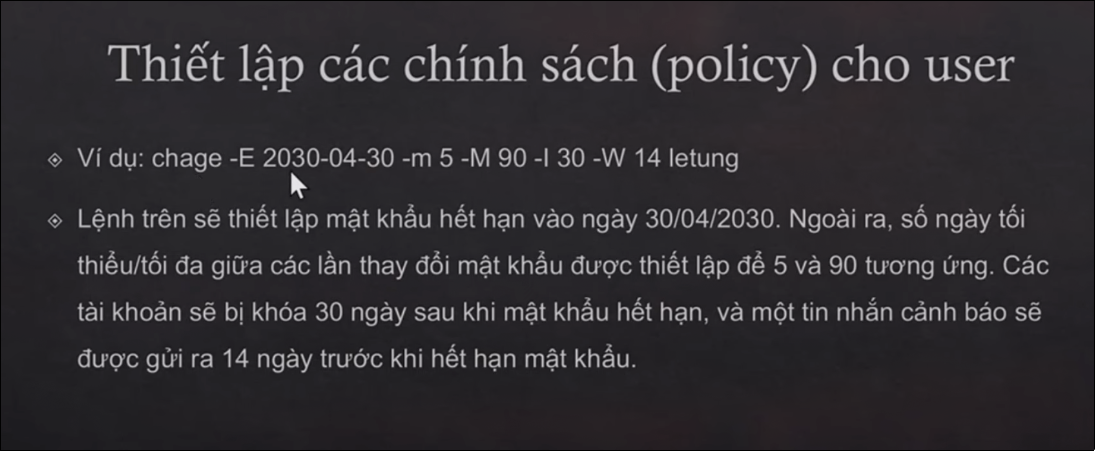 Thiết lập các chính sách (policy) cho user
Ví dụ: chage -E 2030-04-30 -m 5 -M 90 -I 30 -W 14 letung
Lệnh trên sẽ thiết lập mật khẩu hết hạn vào ngày 30/04/2030. Ngoài ra, số ngày tối
thiểu/tối đa giữa các lần thay đổi mật khẩu được thiết lập để 5 và 90 tương ứng. Các
tài khoản sẽ bị khóa 30 ngày sau khi mật khẩu hết hạn, và một tin nhắn cảnh báo sẽ
được gửi ra 14 ngày trước khi hết hạn mật khẩu.